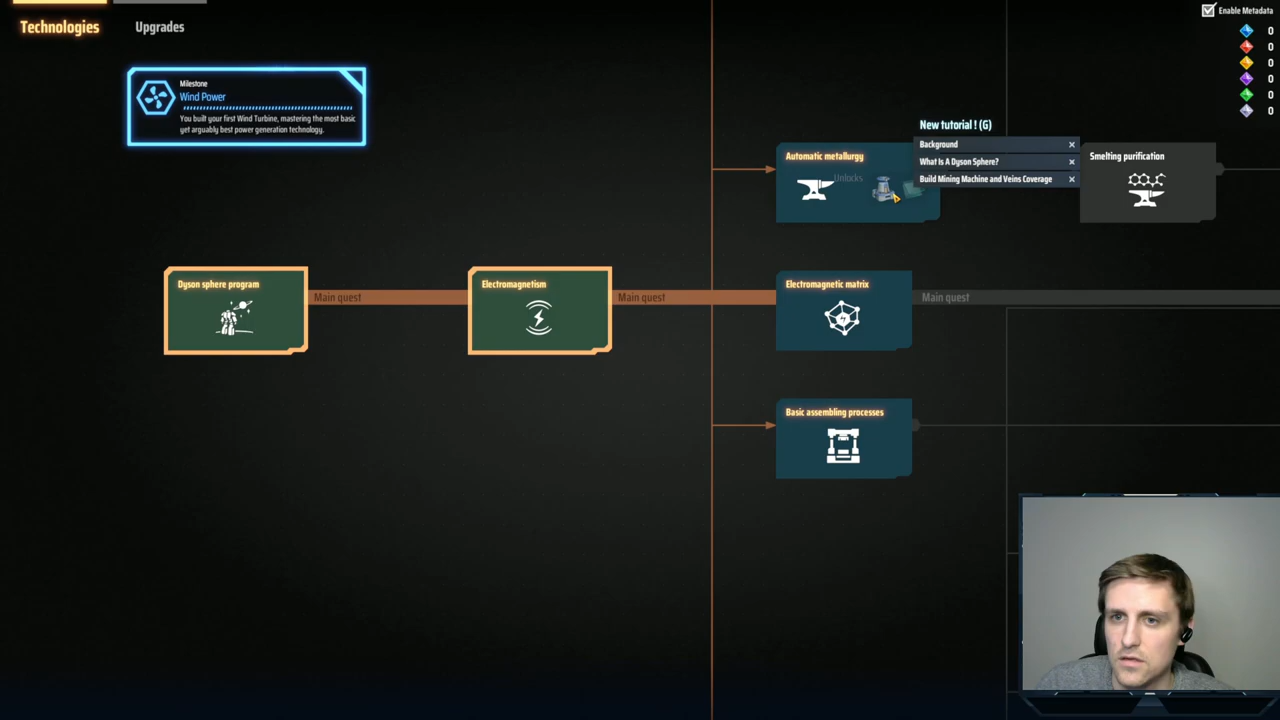 Technologies
Upgrades
Enable Metadata
0
0
0
0
0
0
Milestone
Wind Power
You built your first Wind Turbine, mastering the most basic
yet arguably best power generation technology.
New tutorial ! (G)
Background
What Is A Dyson Sphere?
Build Mining Machine and Veins Coverage
Automatic metallurgy
Unlocks
Smelting purification
Dyson sphere program
Main quest
Electromagnetism
Main quest
Electromagnetic matrix
Main quest
Basic assembling processes